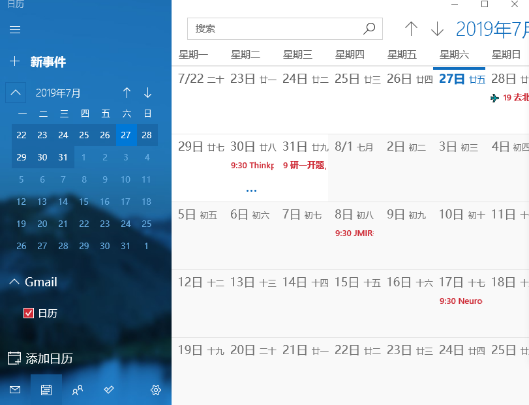 日历
新事件
2019年7月
一 二 三 四 五 六 日
22 23 24 25 26 27 28
29 30 31 1 2 3 4
5 6 7 8 9 10 11
12 13 14 15 16 17 18
19 20 21 22 23 24 25
26 27 28 29 30 31 1
Gmail
日历
添加日历
搜索
2019年7月
星期一 星期二 星期三 星期四 星期五 星期六 星期日
7/22 二十 23日 廿一 24日 廿二 25日 廿三 26日 廿四 27日 廿五 28日 廿
19 去北
29日 廿七 30日 廿八 31日 廿九 8/1 七月 2日 初二 3日 初三 4日 初四
9:30 Thinkp 9 研一开题,
...
5日 初五 6日 初六 7日 初七 8日 初八 9日 初九 10日 初十 11日 十
9:30 JMIR
12日 十二 13日 十三 14日 十四 15日 十五 16日 十六 17日 十七 18日 十
9:30 Neuro
19日 十九 20日 二十 21日 廿一 22日 廿二 23日 廿三 24日 廿四 25日 廿